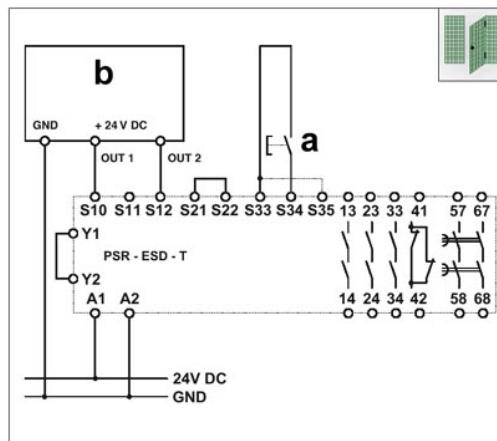 b
GND
+ 24 V DC
OUT 1
OUT 2
a
S10 S11 S12 S21 S22 S33 S34 S35 13 23 33 41 57 67
Y1
PSR - ESD - T
Y2
A1 A2 14 24 34 42 58 68
24V DC
GND